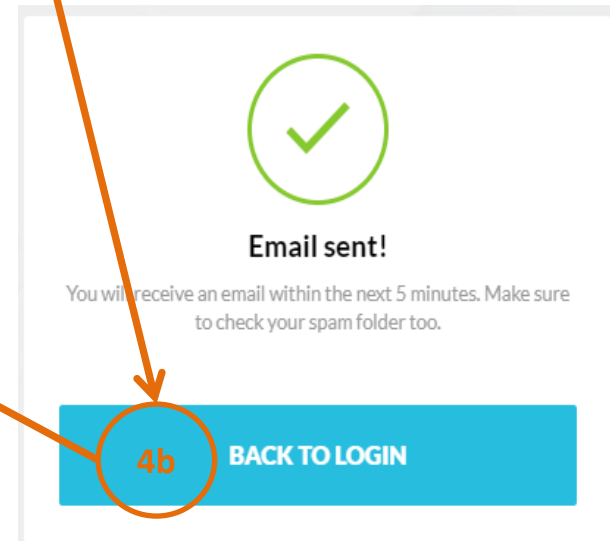 Email sent!
You will receive an email within the next 5 minutes. Make sure
to check your spam folder too.
4b BACK TO LOGIN